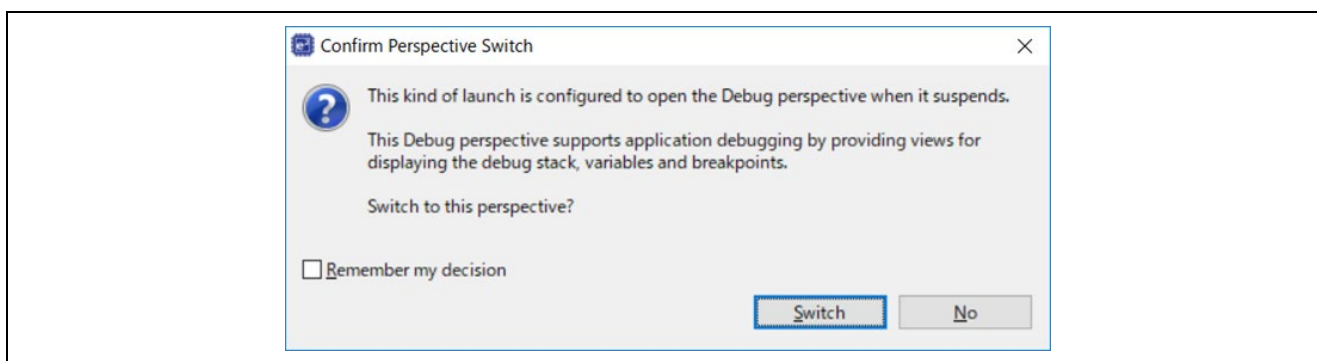 Confirm Perspective Switch
This kind of launch is configured to open the Debug perspective when it suspends.
This Debug perspective supports application debugging by providing views for
displaying the debug stack, variables and breakpoints.
Switch to this perspective?
Remember my decision
Switch
No